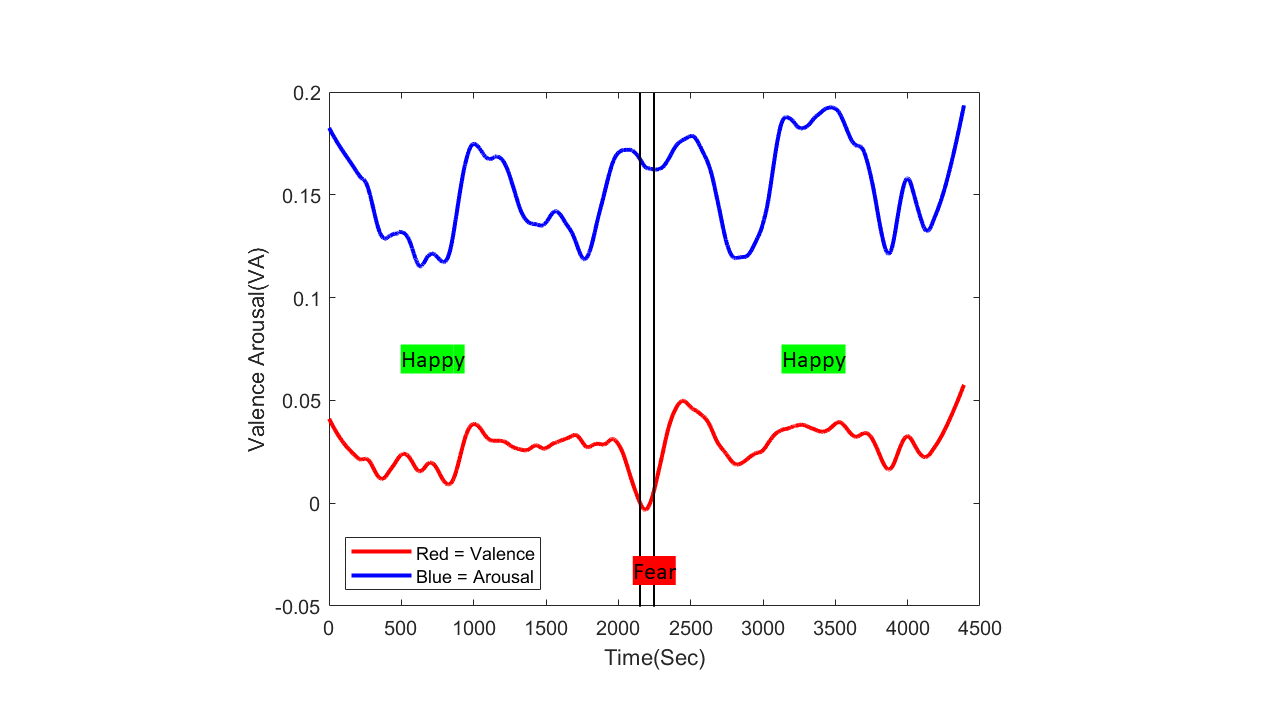 0.2
0.15
0.1
0.05
0
-0.05
Valence Arousal(VA)
Happy
Happy
Fear
Red = Valence
Blue = Arousal
0 500 1000 1500 2000 2500 3000 3500 4000 4500
Time(Sec)